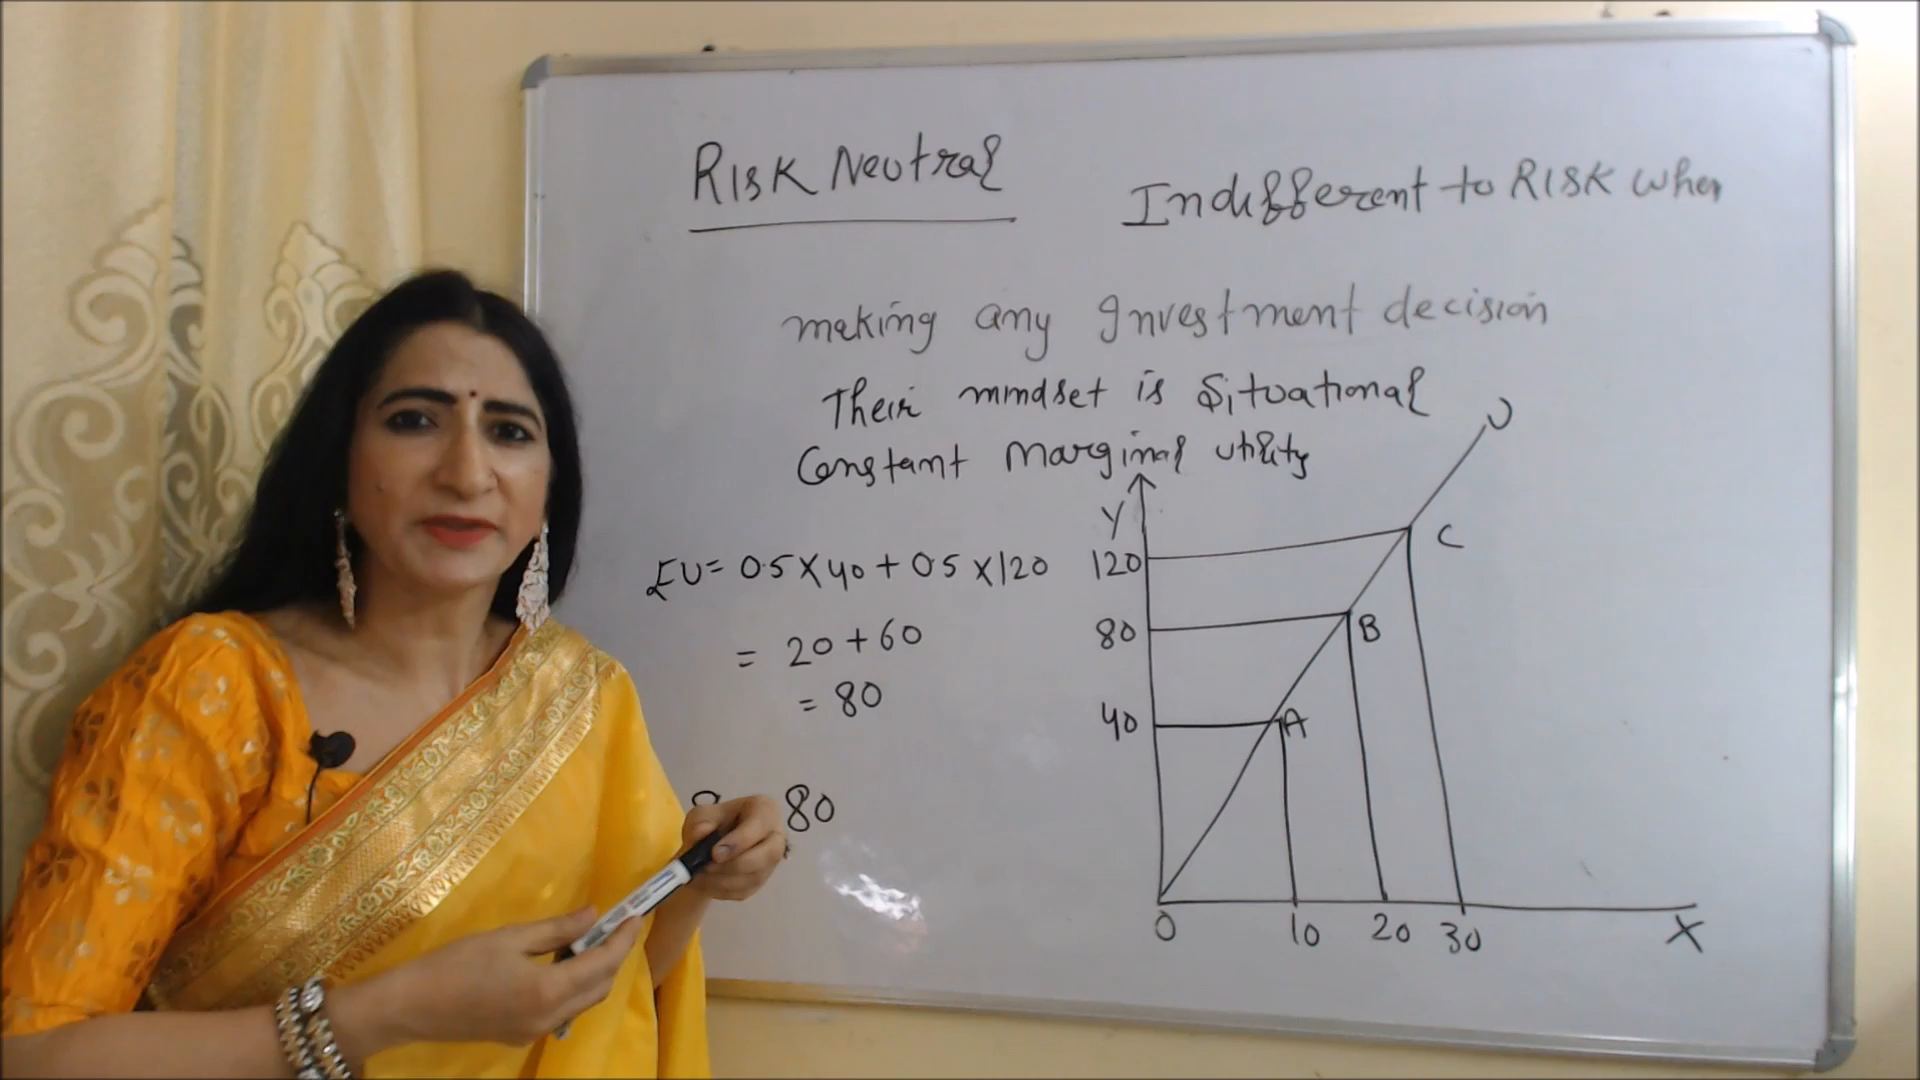 Risk Neutral
Indifferent to Risk when
making any Investment decision
Their mindset is Situational
Constant Marginal utility
EU = 0.5 X 40 + 0.5 X 120
= 20 + 60
= 80
80
Y
120
80
40
0
10
20
30
X
A
B
C
U